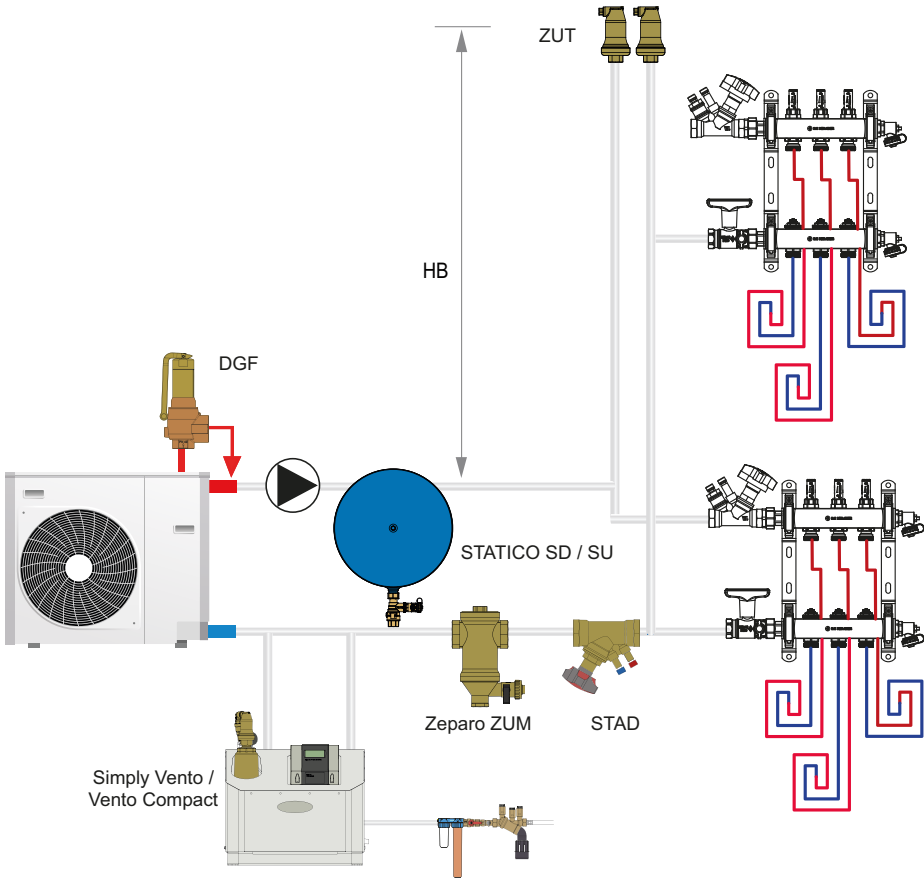 ZUT
HB
DGF
STATICO SD / SU
Zeparo ZUM
STAD
Simply Vento /
Vento Compact